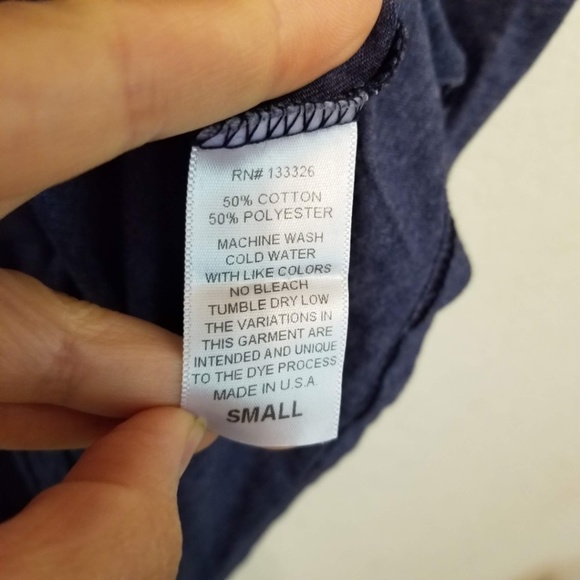 RN# 133326
50% COTTON
50% POLYESTER
MACHINE WASH
COLD WATER
WITH LIKE COLORS
NO BLEACH
TUMBLE DRY LOW
THE VARIATIONS IN
THIS GARMENT ARE
INTENDED AND UNIQUE
TO THE DYE PROCESS
MADE IN U.S.A.
SMALL